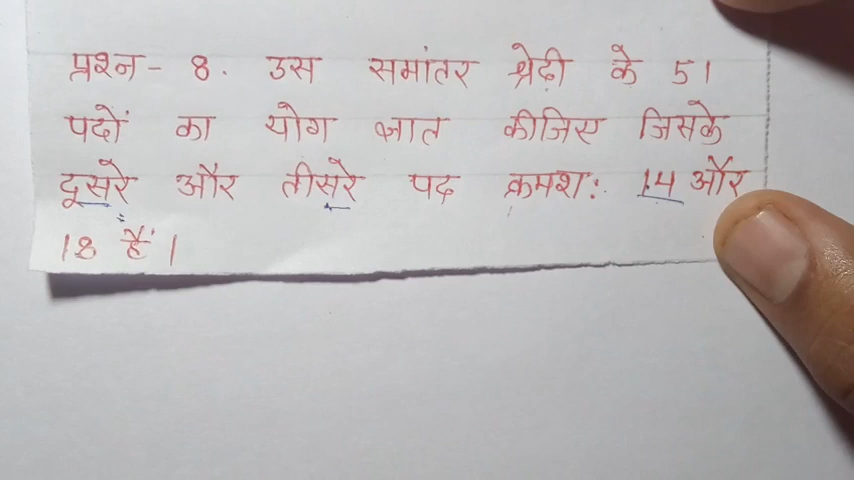 प्रश्न - 8. उस समांतर श्रेढ़ी के 51
पदों का योग ज्ञात कीजिए जिसके
दूसरे और तीसरे पद क्रमश: 14 और
18 हैं।